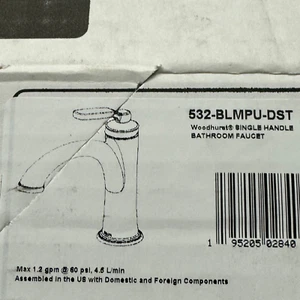 532-BLMPU-DST
Woodhurst® SINGLE HANDLE
BATHROOM FAUCET
1 95205 02840
Max 1.2 gpm @ 60 psi, 4.5 L/min
Assembled in the US with Domestic and Foreign Components